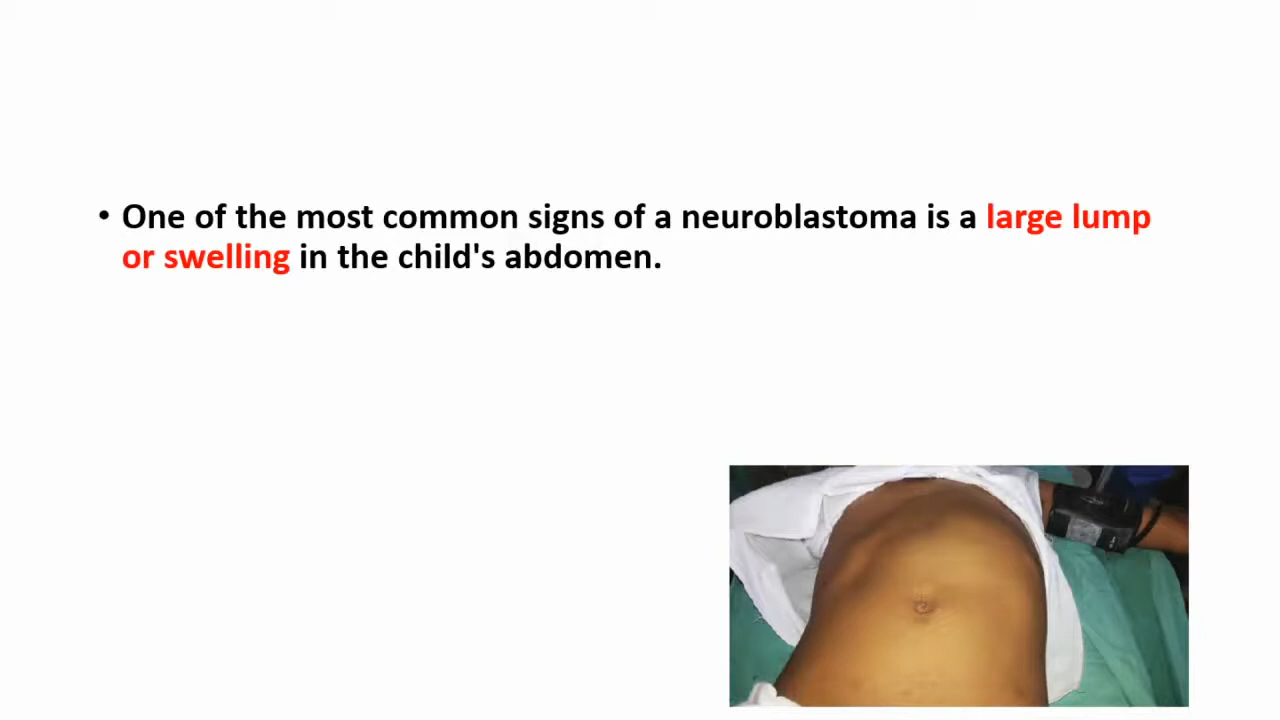 • One of the most common signs of a neuroblastoma is a large lump
or swelling in the child's abdomen.